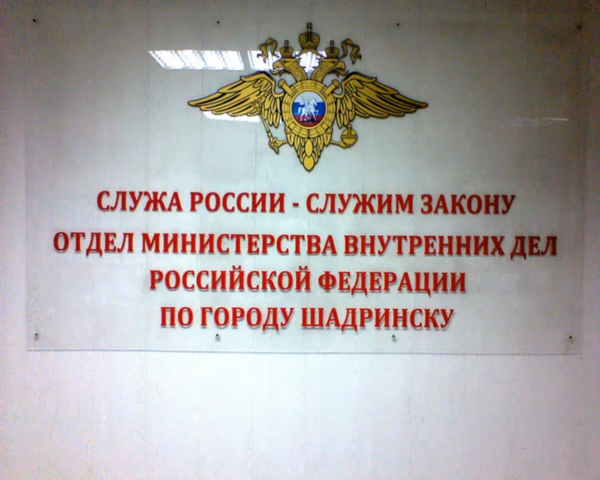 СЛУЖА РОССИИ - СЛУЖИМ ЗАКОНУ
ОТДЕЛ МИНИСТЕРСТВА ВНУТРЕННИХ ДЕЛ
РОССИЙСКОЙ ФЕДЕРАЦИИ
ПО ГОРОДУ ШАДРИНСКУ